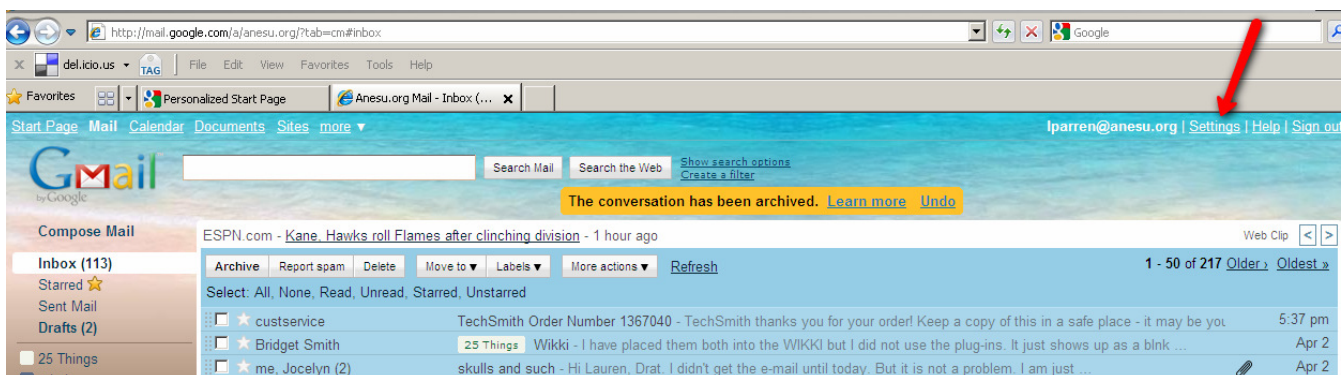 http://mail.google.com/a/anesu.org/?tab=cm#inbox Google
X del.icio.us TAG File Edit View Favorites Tools Help
Favorites Personalized Start Page Anesu.org Mail - Inbox (... X
Start Page Mail Calendar Documents Sites more ▼ lparren@anesu.org | Settings | Help | Sign out
Gmail by Google Search Mail Search the Web Show search options
Create a filter
The conversation has been archived. Learn more Undo
Compose Mail ESPN.com - Kane, Hawks roll Flames after clinching division - 1 hour ago Web Clip < >
Inbox (113) Archive Report spam Delete Move to ▼ Labels ▼ More actions ▼ Refresh 1 - 50 of 217 Older › Oldest »
Starred Select: All, None, Read, Unread, Starred, Unstarred
Sent Mail custservice TechSmith Order Number 1367040 - TechSmith thanks you for your order! Keep a copy of this in a safe place - it may be you 5:37 pm
Drafts (2) Bridget Smith 25 Things Wikki - I have placed them both into the WIKKI but I did not use the plug-ins. It just shows up as a blnk ... Apr 2
25 Things me, Jocelyn (2) skulls and such - Hi Lauren, Drat. I didn't get the e-mail until today. But it is not a problem. I am just ... Apr 2